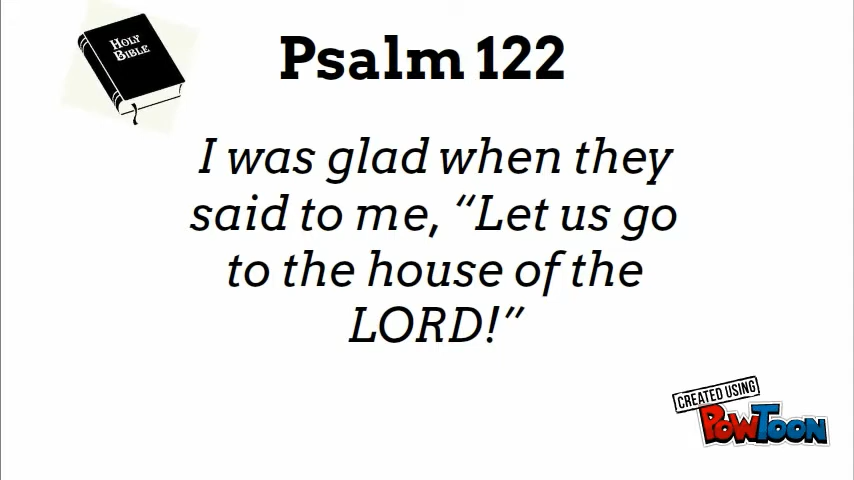 HOLY
BIBLE
Psalm 122
I was glad when they
said to me, “Let us go
to the house of the
LORD!”
CREATED USING
POWTOON